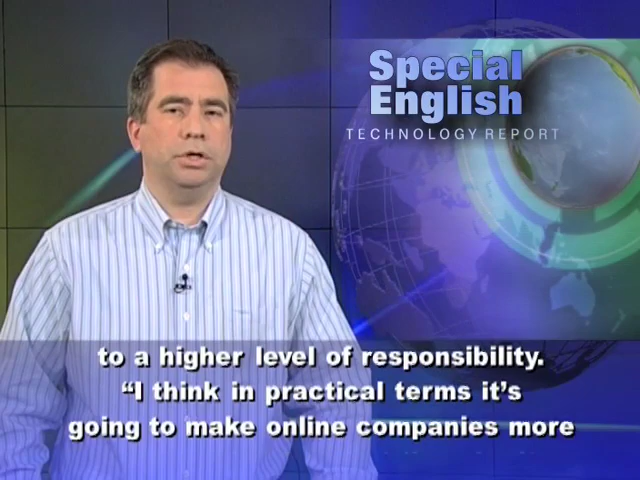 Special
English
TECHNOLOGY REPORT
to a higher level of responsibility.
“I think in practical terms it’s
going to make online companies more